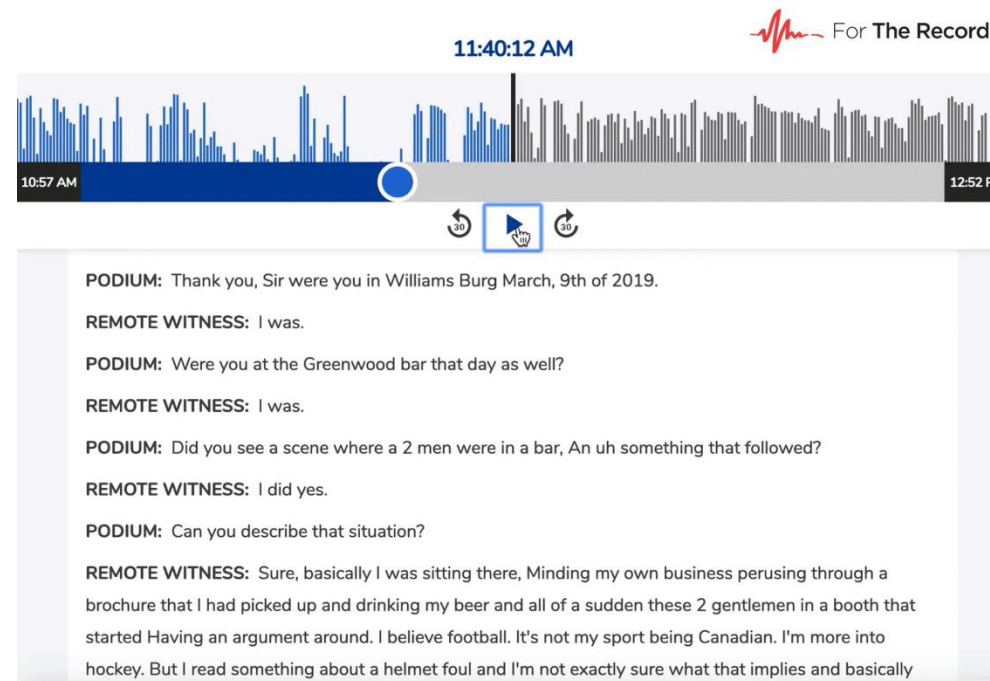 For The Record
11:40:12 AM
10:57 AM
12:52 P
30
30
PODIUM: Thank you, Sir were you in Williams Burg March, 9th of 2019.
REMOTE WITNESS: I was.
PODIUM: Were you at the Greenwood bar that day as well?
REMOTE WITNESS: I was.
PODIUM: Did you see a scene where a 2 men were in a bar, An uh something that followed?
REMOTE WITNESS: I did yes.
PODIUM: Can you describe that situation?
REMOTE WITNESS: Sure, basically I was sitting there, Minding my own business perusing through a
brochure that I had picked up and drinking my beer and all of a sudden these 2 gentlemen in a booth that
started Having an argument around. I believe football. It's not my sport being Canadian. I'm more into
hockey. But I read something about a helmet foul and I'm not exactly sure what that implies and basically